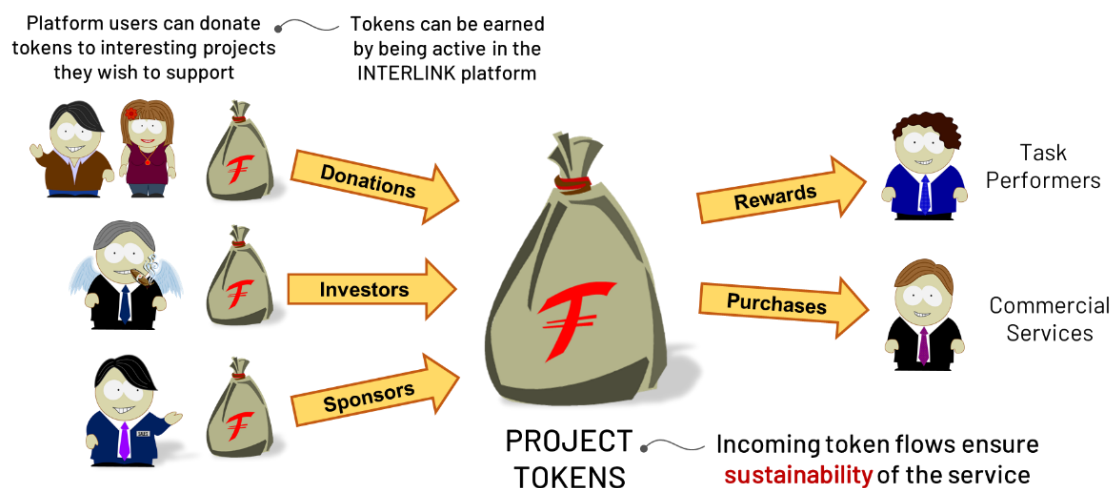 Platform users can donate
tokens to interesting projects
they wish to support
Tokens can be earned
by being active in the
INTERLINK platform
Donations
Investors
Sponsors
Rewards
Purchases
Task
Performers
Commercial
Services
PROJECT
TOKENS
Incoming token flows ensure
sustainability of the service